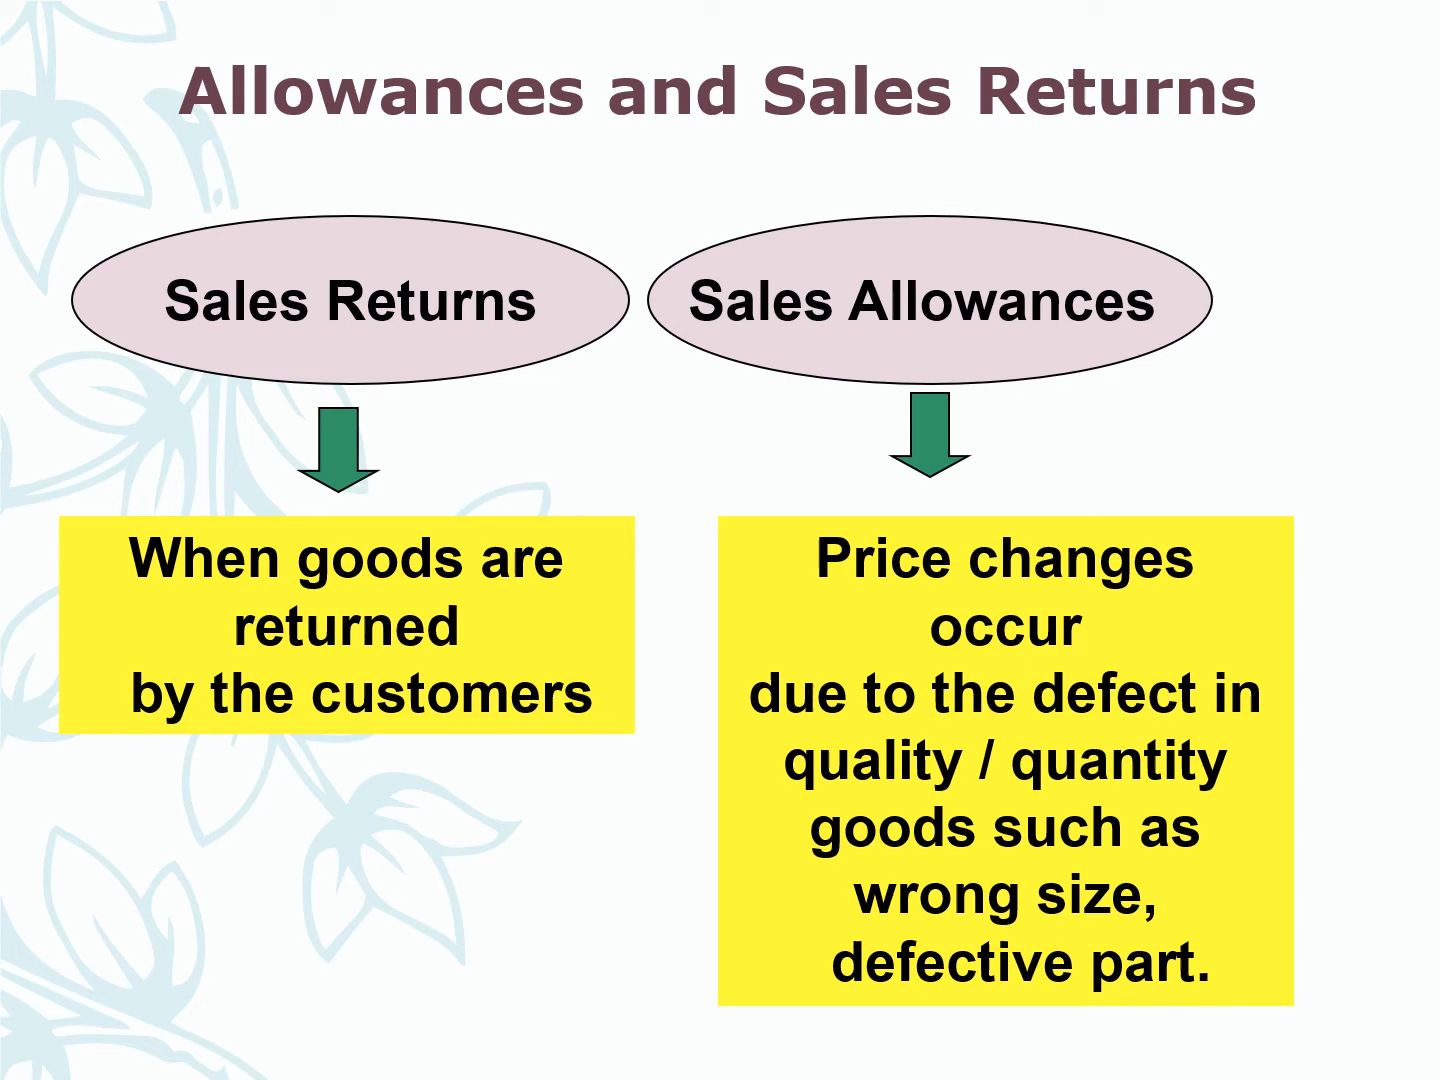 Allowances and Sales Returns
Sales Returns
Sales Allowances
When goods are
returned
by the customers
Price changes
occur
due to the defect in
quality / quantity
goods such as
wrong size,
defective part.